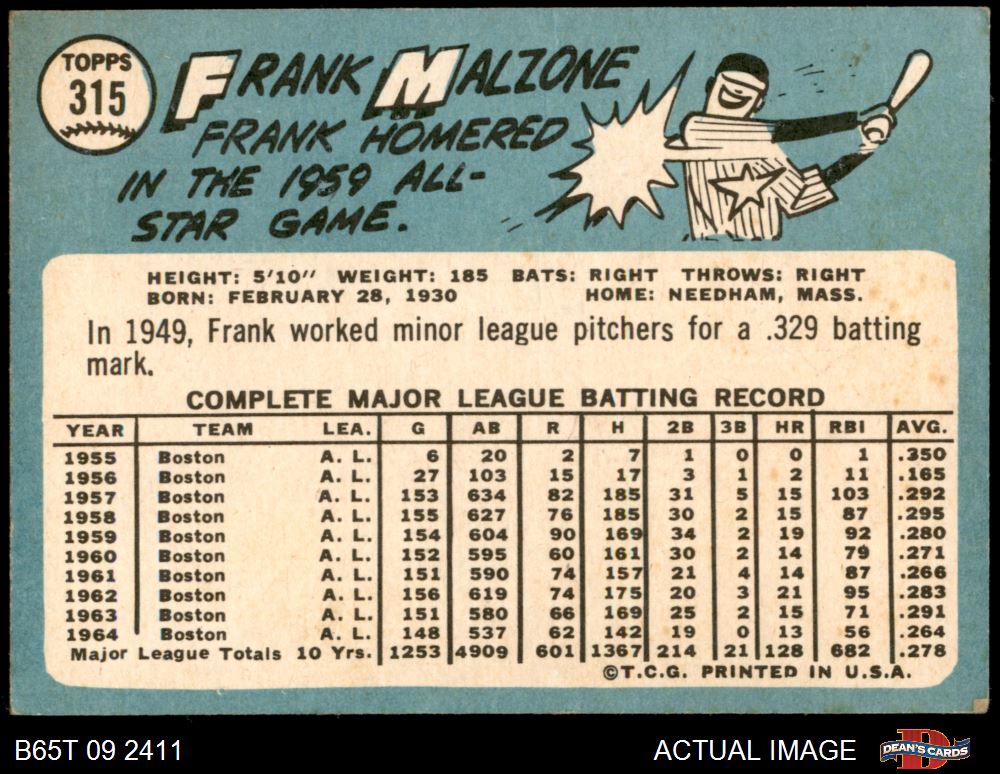 TOPPS
315
FRANK MALZONE
FRANK HOMERED
IN THE 1959 ALL-
STAR GAME.
HEIGHT: 5'10" WEIGHT: 185 BATS: RIGHT THROWS: RIGHT
BORN: FEBRUARY 28, 1930 HOME: NEEDHAM, MASS.
In 1949, Frank worked minor league pitchers for a .329 batting
mark.
COMPLETE MAJOR LEAGUE BATTING RECORD
YEAR TEAM LEA. G AB R H 2B 3B HR RBI AVG.
1955 Boston A. L. 6 20 2 7 1 0 0 1 .350
1956 Boston A. L. 27 103 15 17 3 1 2 11 .165
1957 Boston A. L. 153 634 82 185 31 5 15 103 .292
1958 Boston A. L. 155 627 76 185 30 2 15 87 .295
1959 Boston A. L. 154 604 90 169 34 2 19 92 .280
1960 Boston A. L. 152 595 60 161 30 2 14 79 .271
1961 Boston A. L. 151 590 74 157 21 4 14 87 .266
1962 Boston A. L. 156 619 74 175 20 3 21 95 .283
1963 Boston A. L. 151 580 66 169 25 2 15 71 .291
1964 Boston A. L. 148 537 62 142 19 0 13 56 .264
Major League Totals 10 Yrs. 1253 4909 601 1367 214 21 128 682 .278
©T.C.G. PRINTED IN U.S.A.
B65T 09 2411 ACTUAL IMAGE DEAN'S CARDS